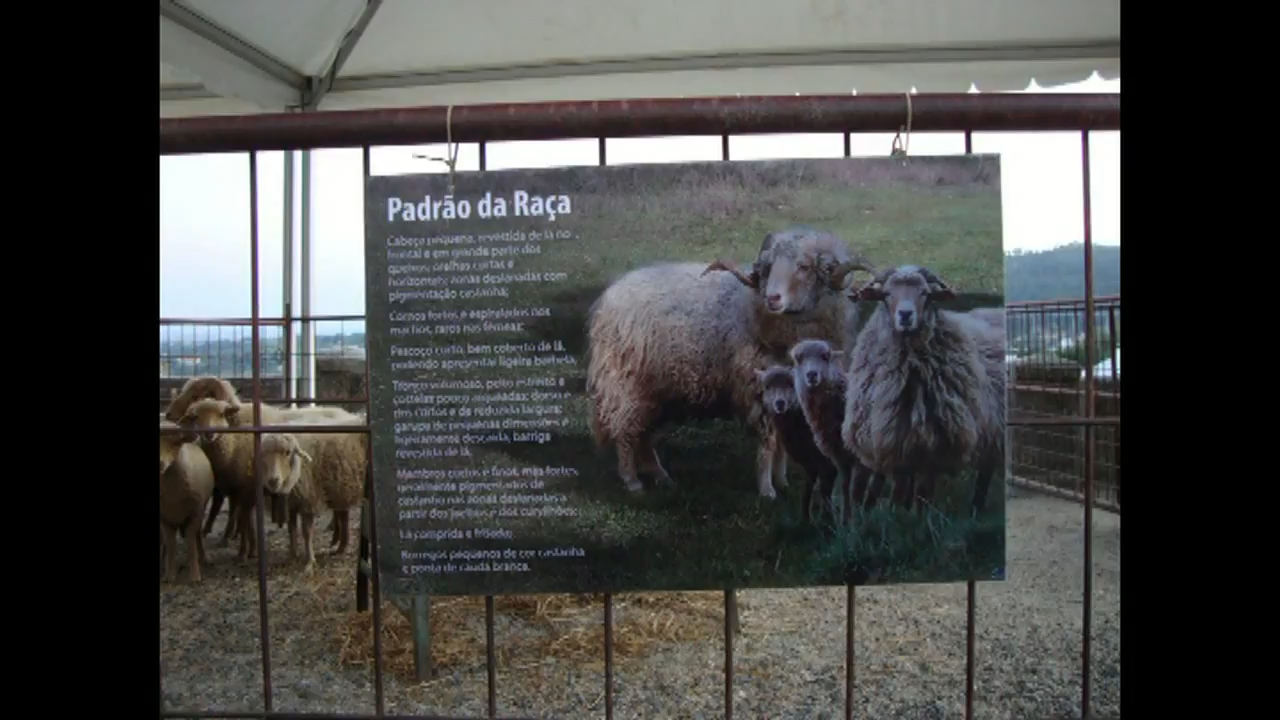 Padrão da Raça
Cabeça pequena, revestida de lã no
frontal e em grande parte dos
queixos; orelhas curtas e
horizontais; zonas deslanadas com
pigmentação castanha;
Cornos fortes e espiralados nos
machos, raros nas fêmeas;
Pescoço curto, bem coberto de lã,
podendo apresentar ligeira barbela;
Tronco volumoso, peito estreito e
costelas pouco arqueadas; dorso e
rins curtos e de reduzida largura;
garupa de pequenas dimensões e
ligeiramente descaída, barriga
revestida de lã.
Membros curtos e finos, mas fortes,
geralmente pigmentados de
castanho nas zonas deslanadas a
partir dos joelhos e dos curvilhões;
Lã comprida e frisada;
Borregos pequenos de cor castanha
e ponta de cauda branca.